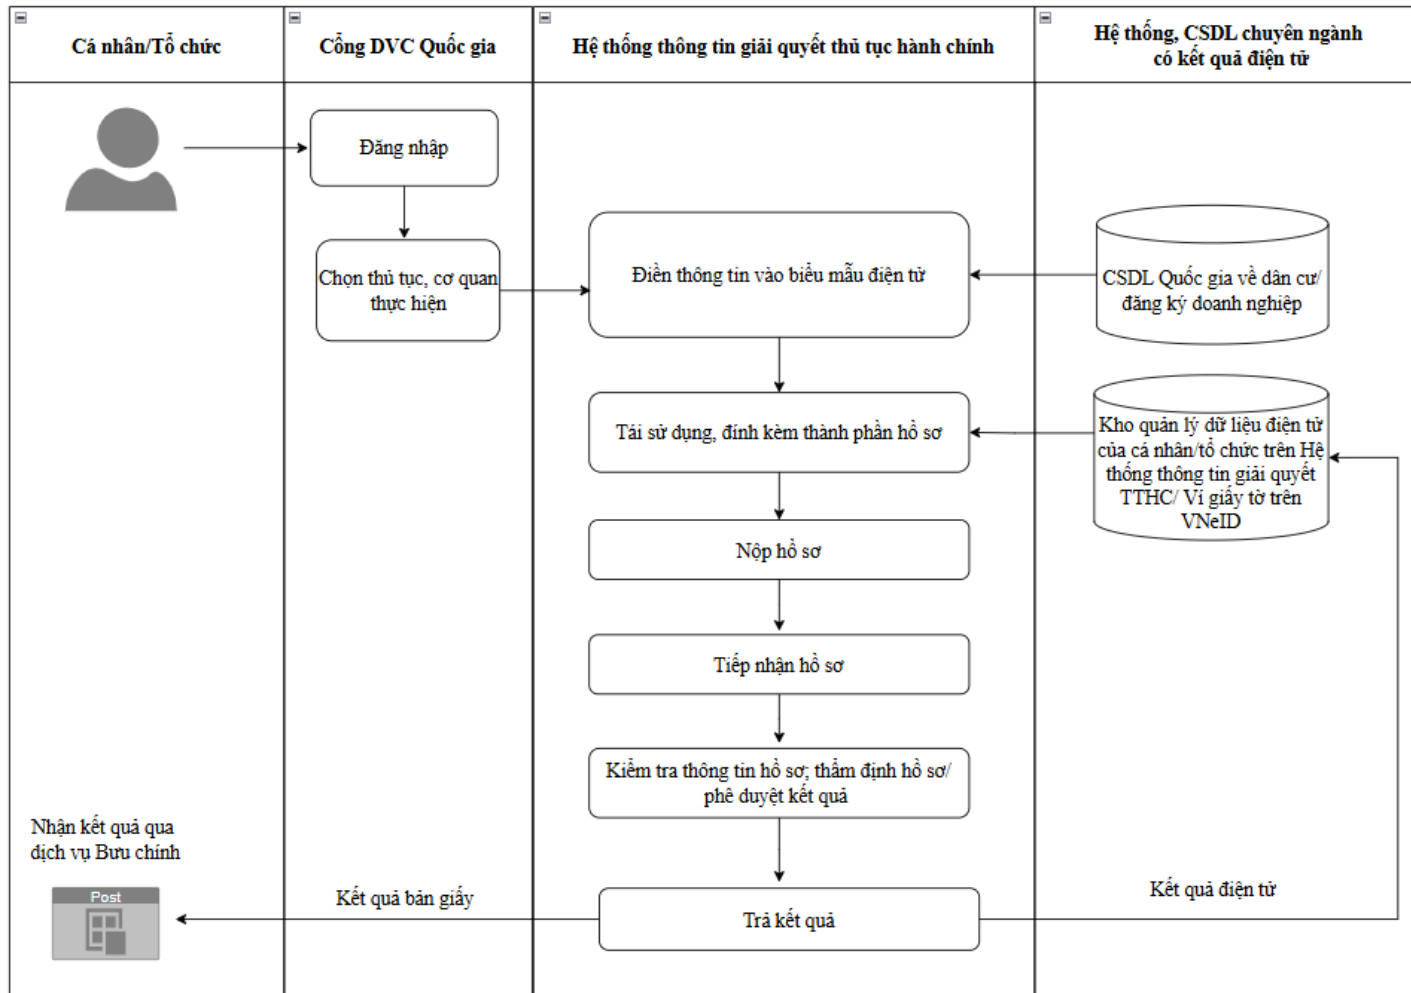 Cá nhân/Tổ chức
Cổng DVC Quốc gia
Hệ thống thông tin giải quyết thủ tục hành chính
Hệ thống, CSDL chuyên ngành
có kết quả điện tử
Đăng nhập
Chọn thủ tục, cơ quan
thực hiện
Điền thông tin vào biểu mẫu điện tử
CSDL Quốc gia về dân cư/
đăng ký doanh nghiệp
Tái sử dụng, đính kèm thành phần hồ sơ
Kho quản lý dữ liệu điện tử
của cá nhân/tổ chức trên Hệ
thống thông tin giải quyết
TTHC/ Ví giấy tờ trên
VNeID
Nộp hồ sơ
Tiếp nhận hồ sơ
Kiểm tra thông tin hồ sơ; thẩm định hồ sơ/
phê duyệt kết quả
Nhận kết quả qua
dịch vụ Bưu chính
Post
Kết quả bản giấy
Trả kết quả
Kết quả điện tử